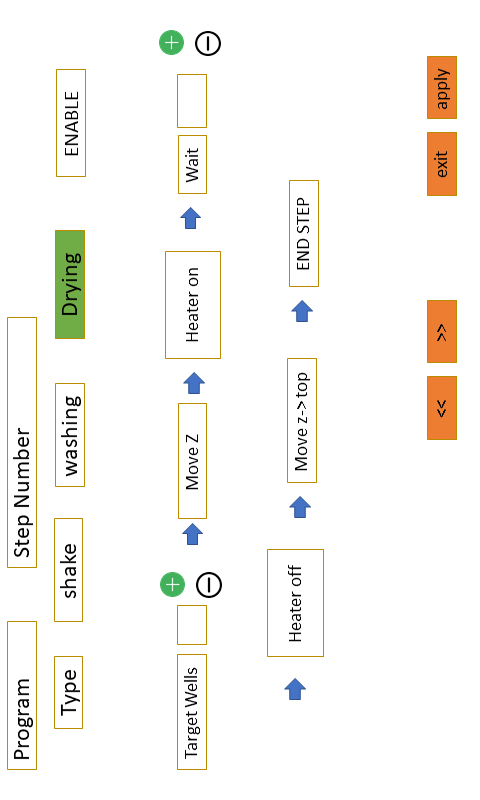 Program
Step Number
Type
shake
washing
Drying
ENABLE
Target Wells
+
−
Move Z
Heater on
Wait
+
−
Heater off
Move z->top
END STEP
<<
>>
exit
apply